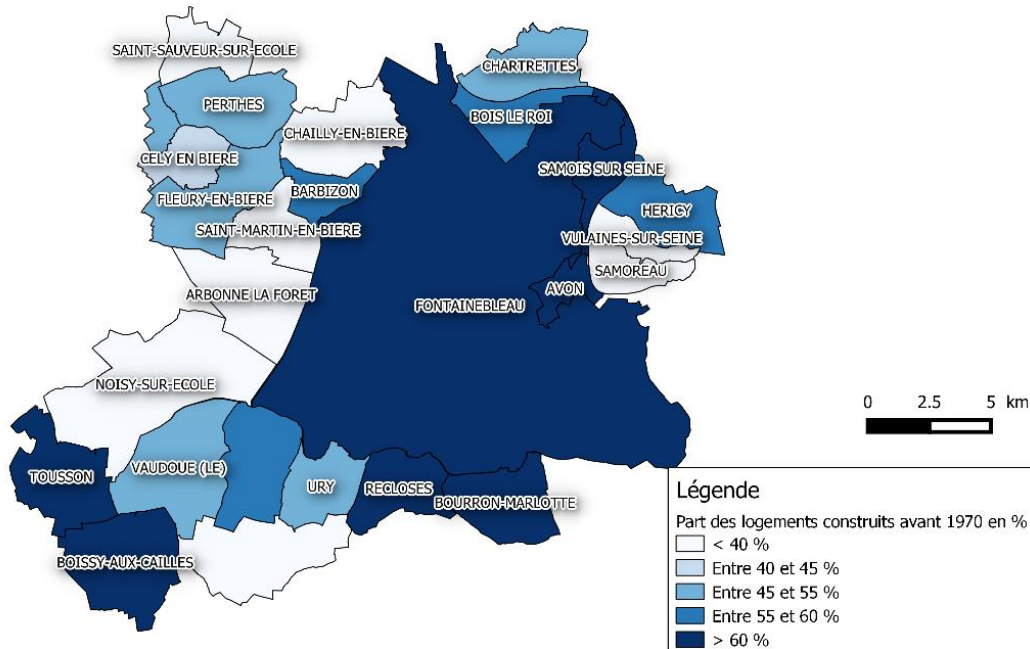 SAINT-SAUVEUR-SUR-ECOLE
CHARTRETTES
PERTHES
BOIS LE ROI
CHAILLY-EN-BIERE
CELY EN BIERE
SAMOIS SUR SEINE
BARBIZON
FLEURY-EN-BIERE
HERICY
SAINT-MARTIN-EN-BIERE
VULAINES-SUR-SEINE
SAMOREAU
AVON
ARBONNE LA FORET
FONTAINEBLEAU
NOISY-SUR-ECOLE
0 2.5 5 km
VAUDOUE (LE)
TOUSSON
URY
RECLOSES
BOURRON-MARLOTTE
BOISSY-AUX-CAILLES
Légende
Part des logements construits avant 1970 en %
< 40 %
Entre 40 et 45 %
Entre 45 et 55 %
Entre 55 et 60 %
> 60 %